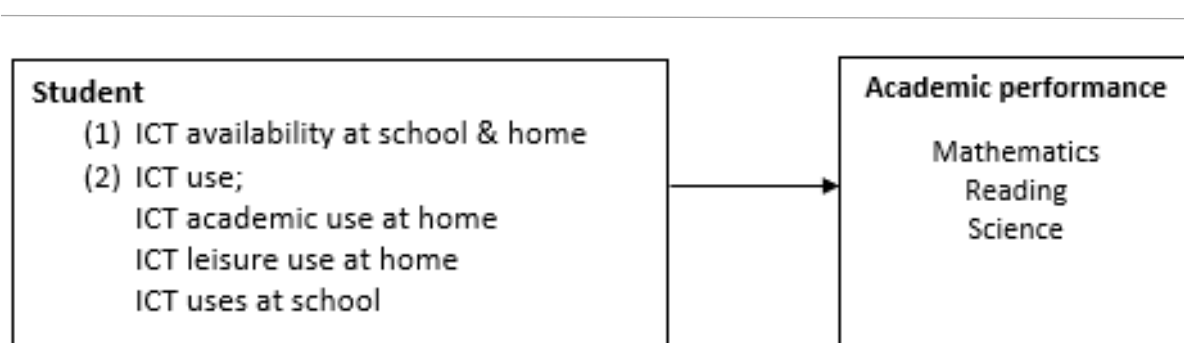 Student
(1) ICT availability at school & home
(2) ICT use;
ICT academic use at home
ICT leisure use at home
ICT uses at school
Academic performance
Mathematics
Reading
Science